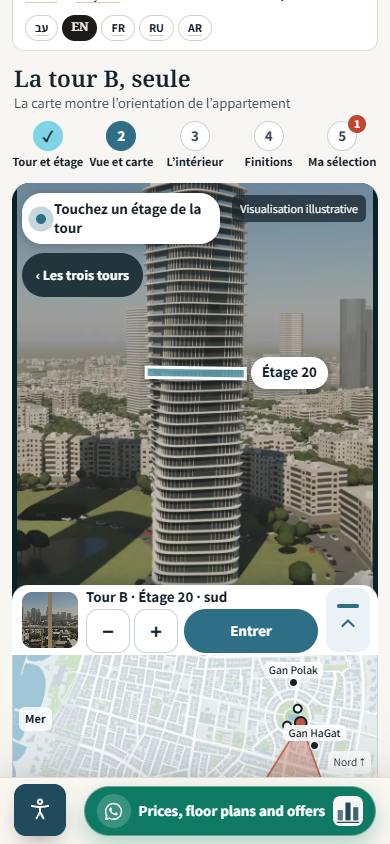 עבר
EN
FR
RU
AR
La tour B, seule
La carte montre l’orientation de l’appartement
✓
2
3
4
5
1
Tour et étage
Vue et carte
L’intérieur
Finitions
Ma sélection
Touchez un étage de la
tour
Visualisation illustrative
‹ Les trois tours
Étage 20
Tour B · Étage 20 · sud
−
+
Entrer
Gan Polak
Mer
Gan HaGat
Nord ↑
Prices, floor plans and offers